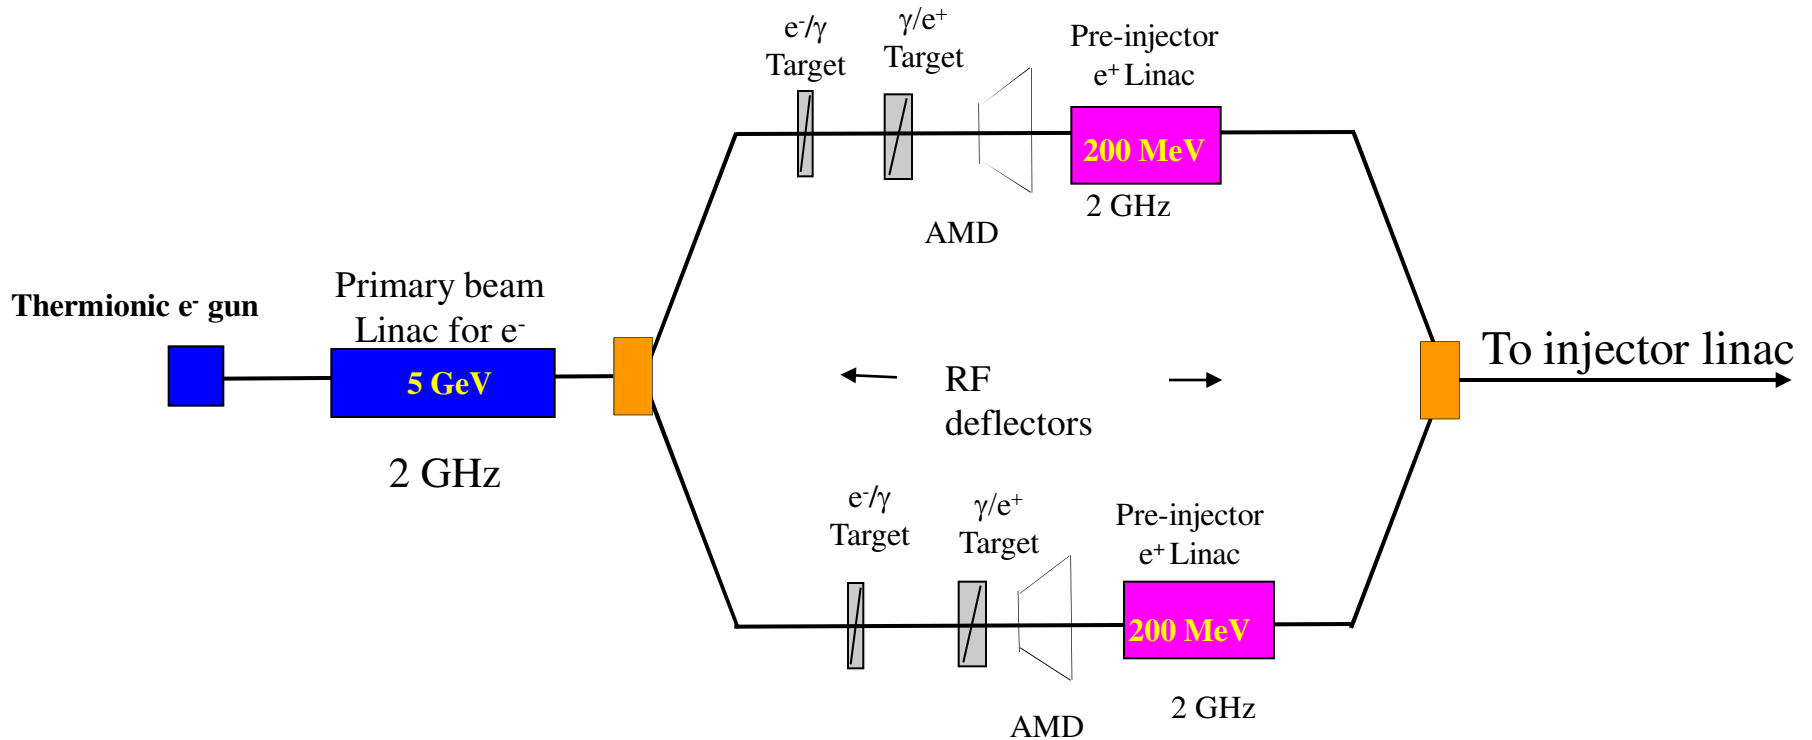 e⁻/γ
Target
γ/e⁺
Target
Pre-injector
e⁺ Linac
200 MeV
2 GHz
AMD
Thermionic e⁻ gun
Primary beam
Linac for e⁻
5 GeV
2 GHz
RF
deflectors
To injector linac
e⁻/γ
Target
γ/e⁺
Target
Pre-injector
e⁺ Linac
200 MeV
2 GHz
AMD